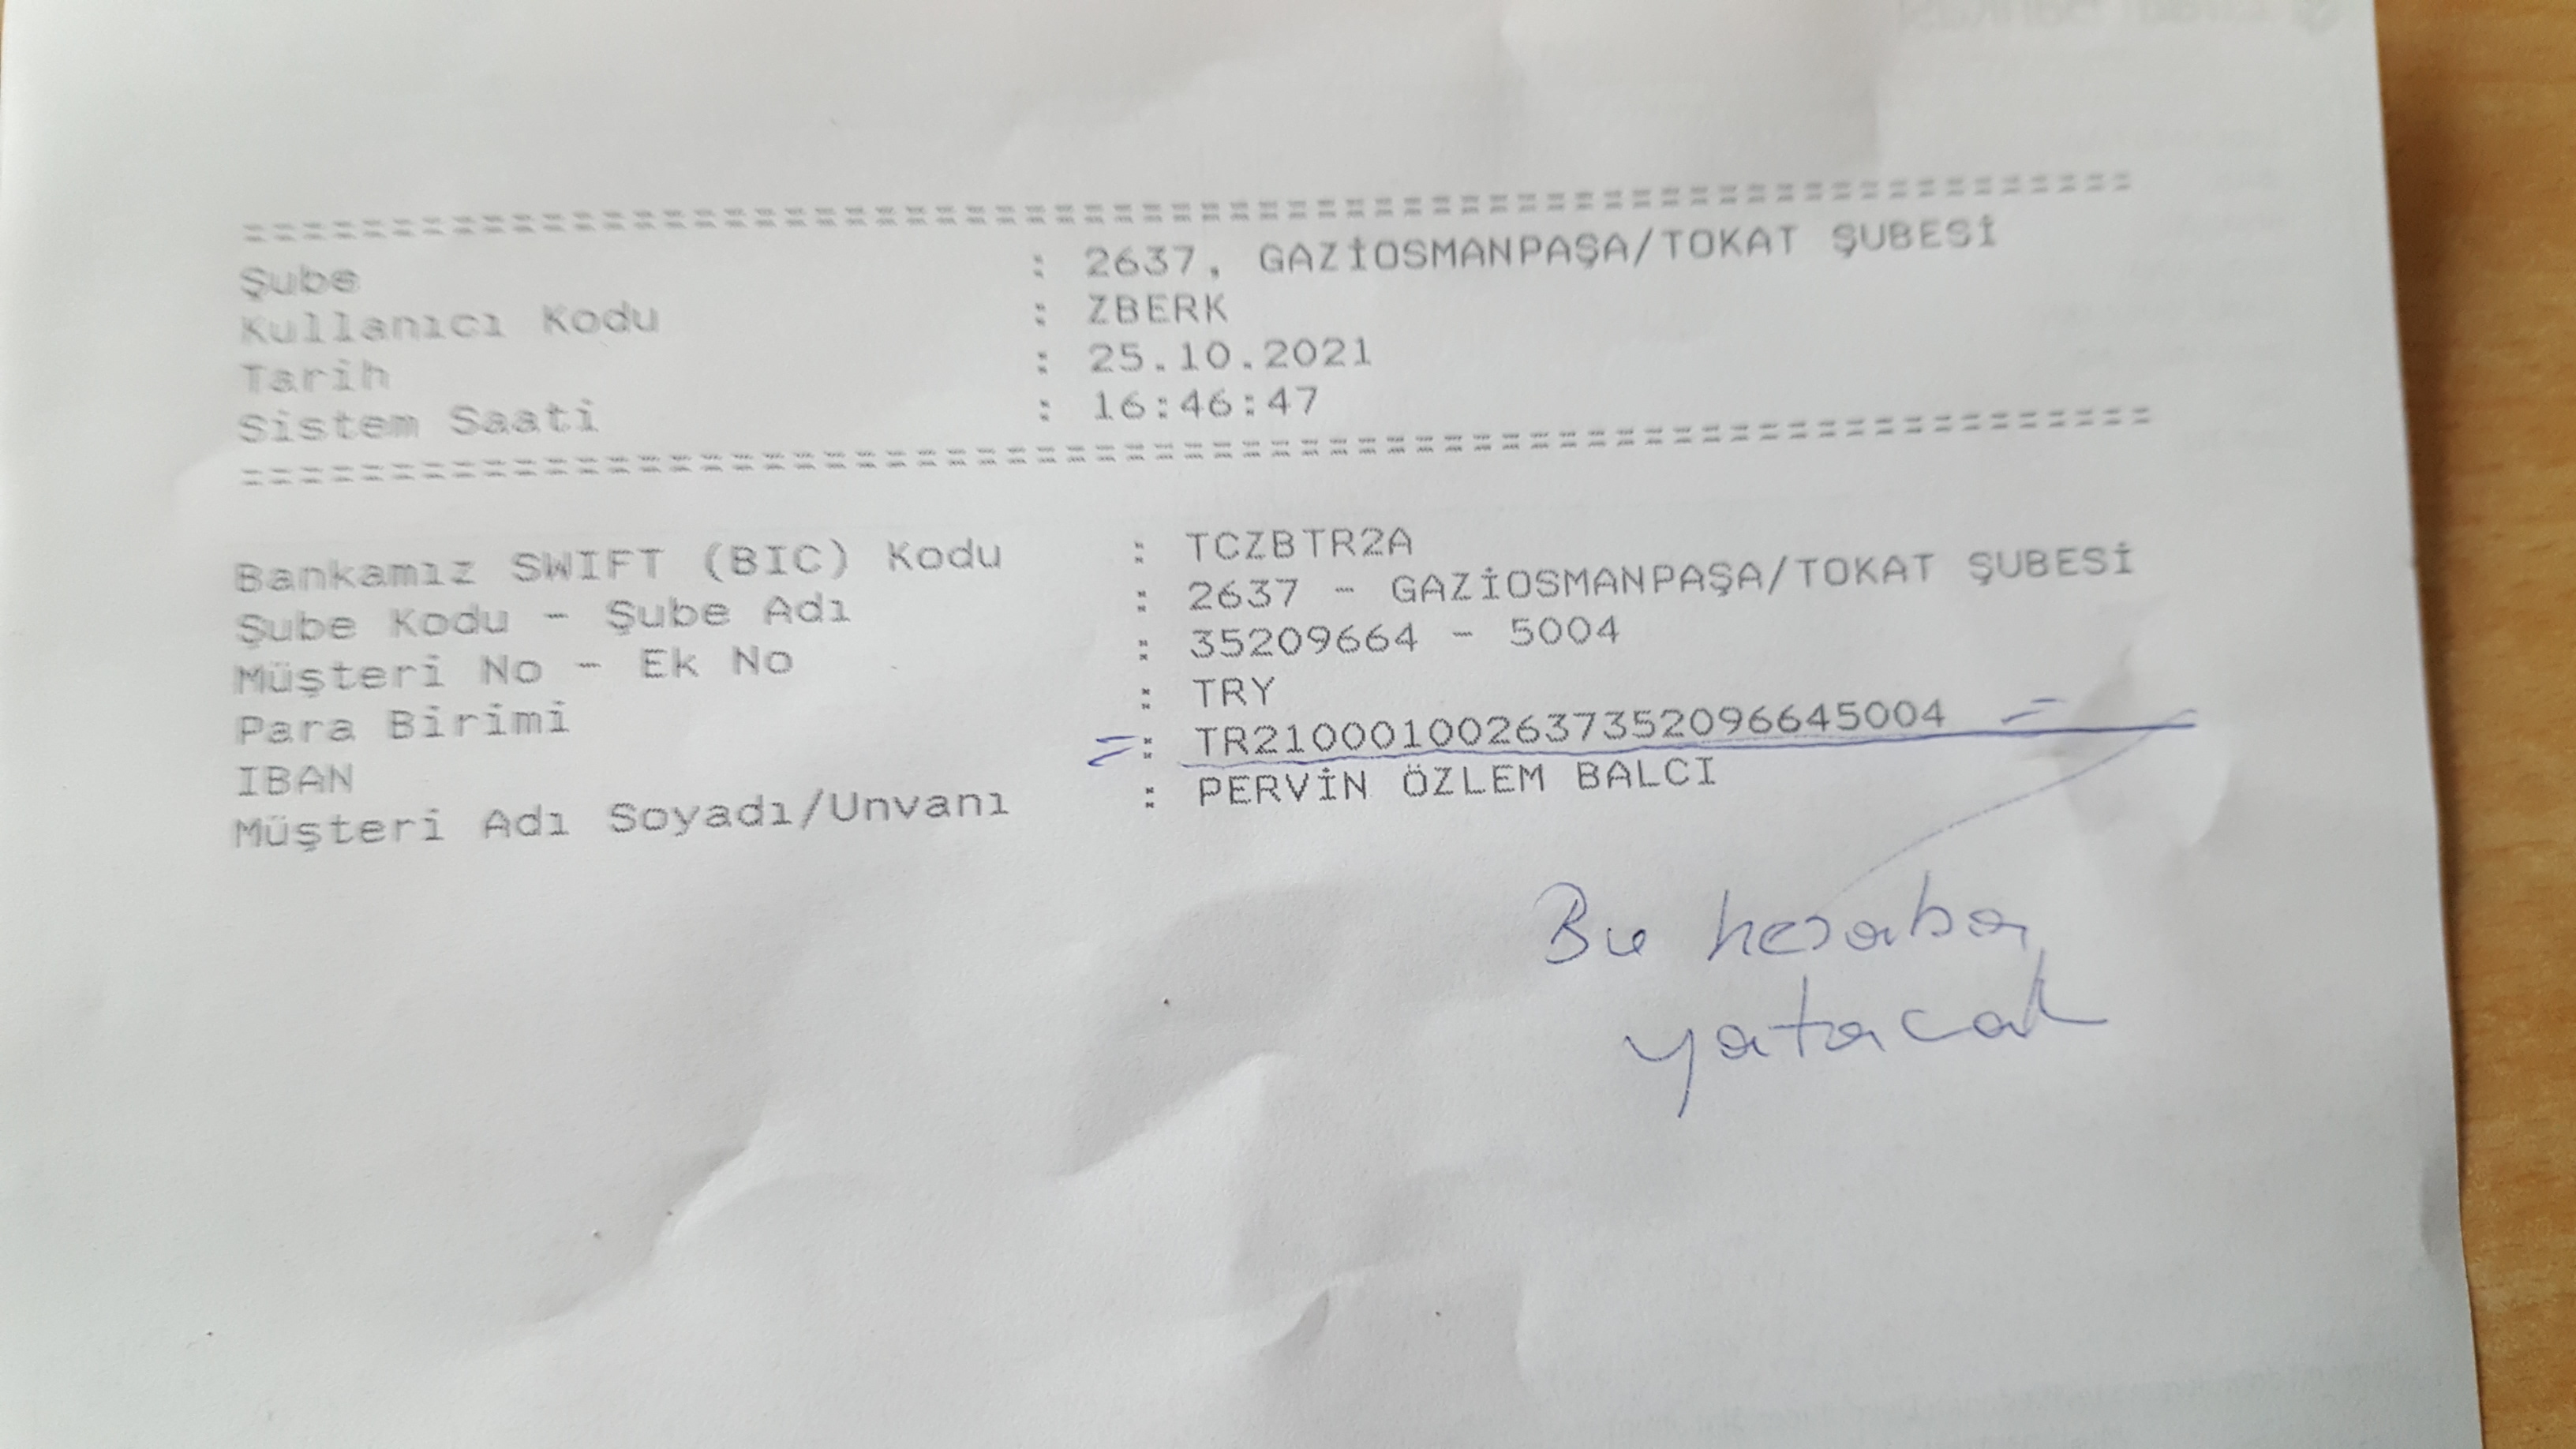 Şube : 2637, GAZİOSMANPAŞA/TOKAT ŞUBESİ
Kullanıcı Kodu : ZBERK
Tarih : 25.10.2021
Sistem Saati : 16:46:47
Bankamız SWIFT (BIC) Kodu : TCZBTR2A
Şube Kodu - Şube Adı : 2637 - GAZİOSMANPAŞA/TOKAT ŞUBESİ
Müşteri No - Ek No : 35209664 - 5004
Para Birimi : TRY
IBAN : TR210001002637352096645004
Müşteri Adı Soyadı/Unvanı : PERVİN ÖZLEM BALCI
Bu hesaba
yatacak